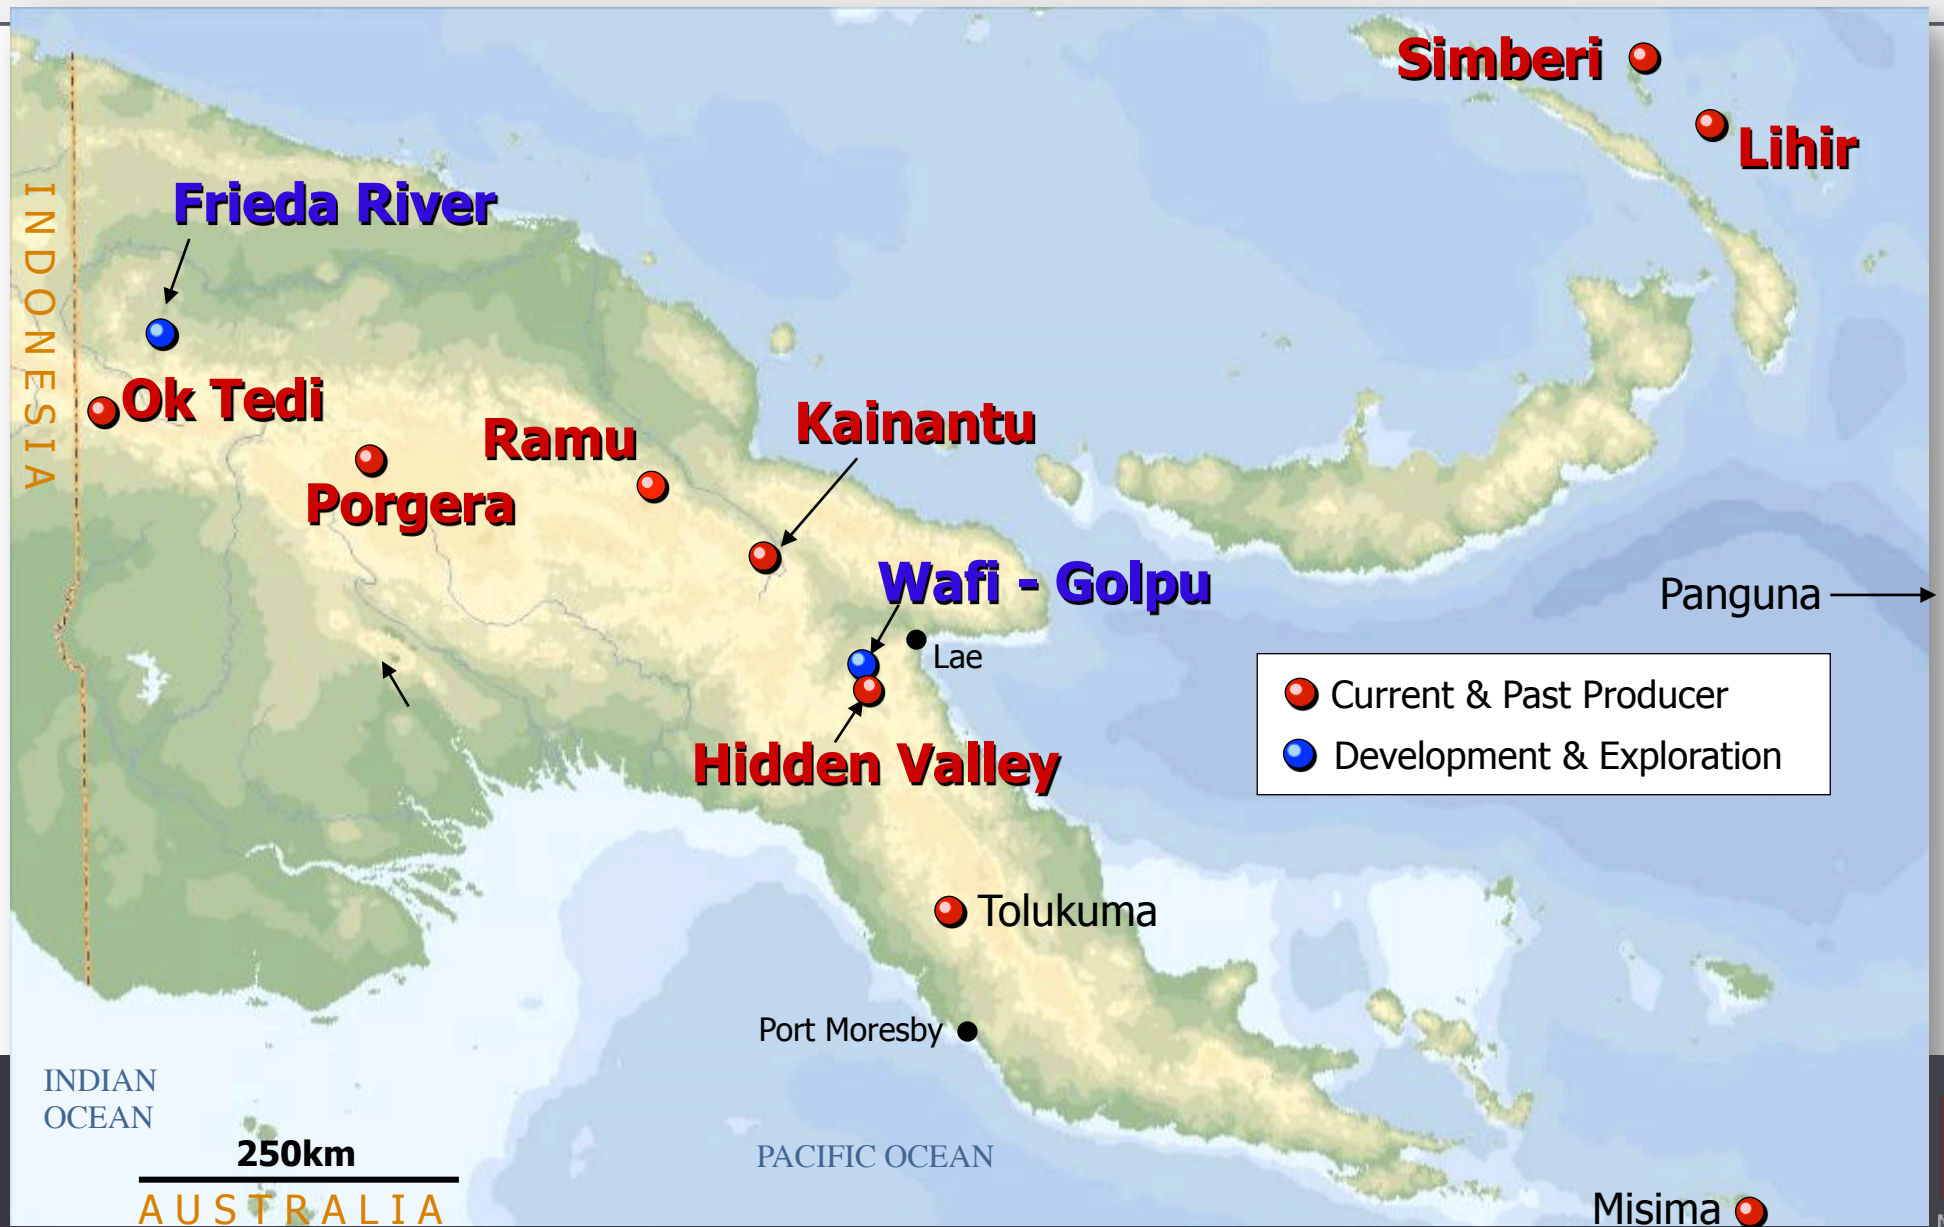 Simberi
Lihir
INDONESIA
Frieda River
Ok Tedi
Ramu
Kainantu
Porgera
Wafi - Golpu
Panguna
Lae
Current & Past Producer
Development & Exploration
Hidden Valley
Tolukuma
Port Moresby
INDIAN
OCEAN
250km
PACIFIC OCEAN
AUSTRALIA
Misima